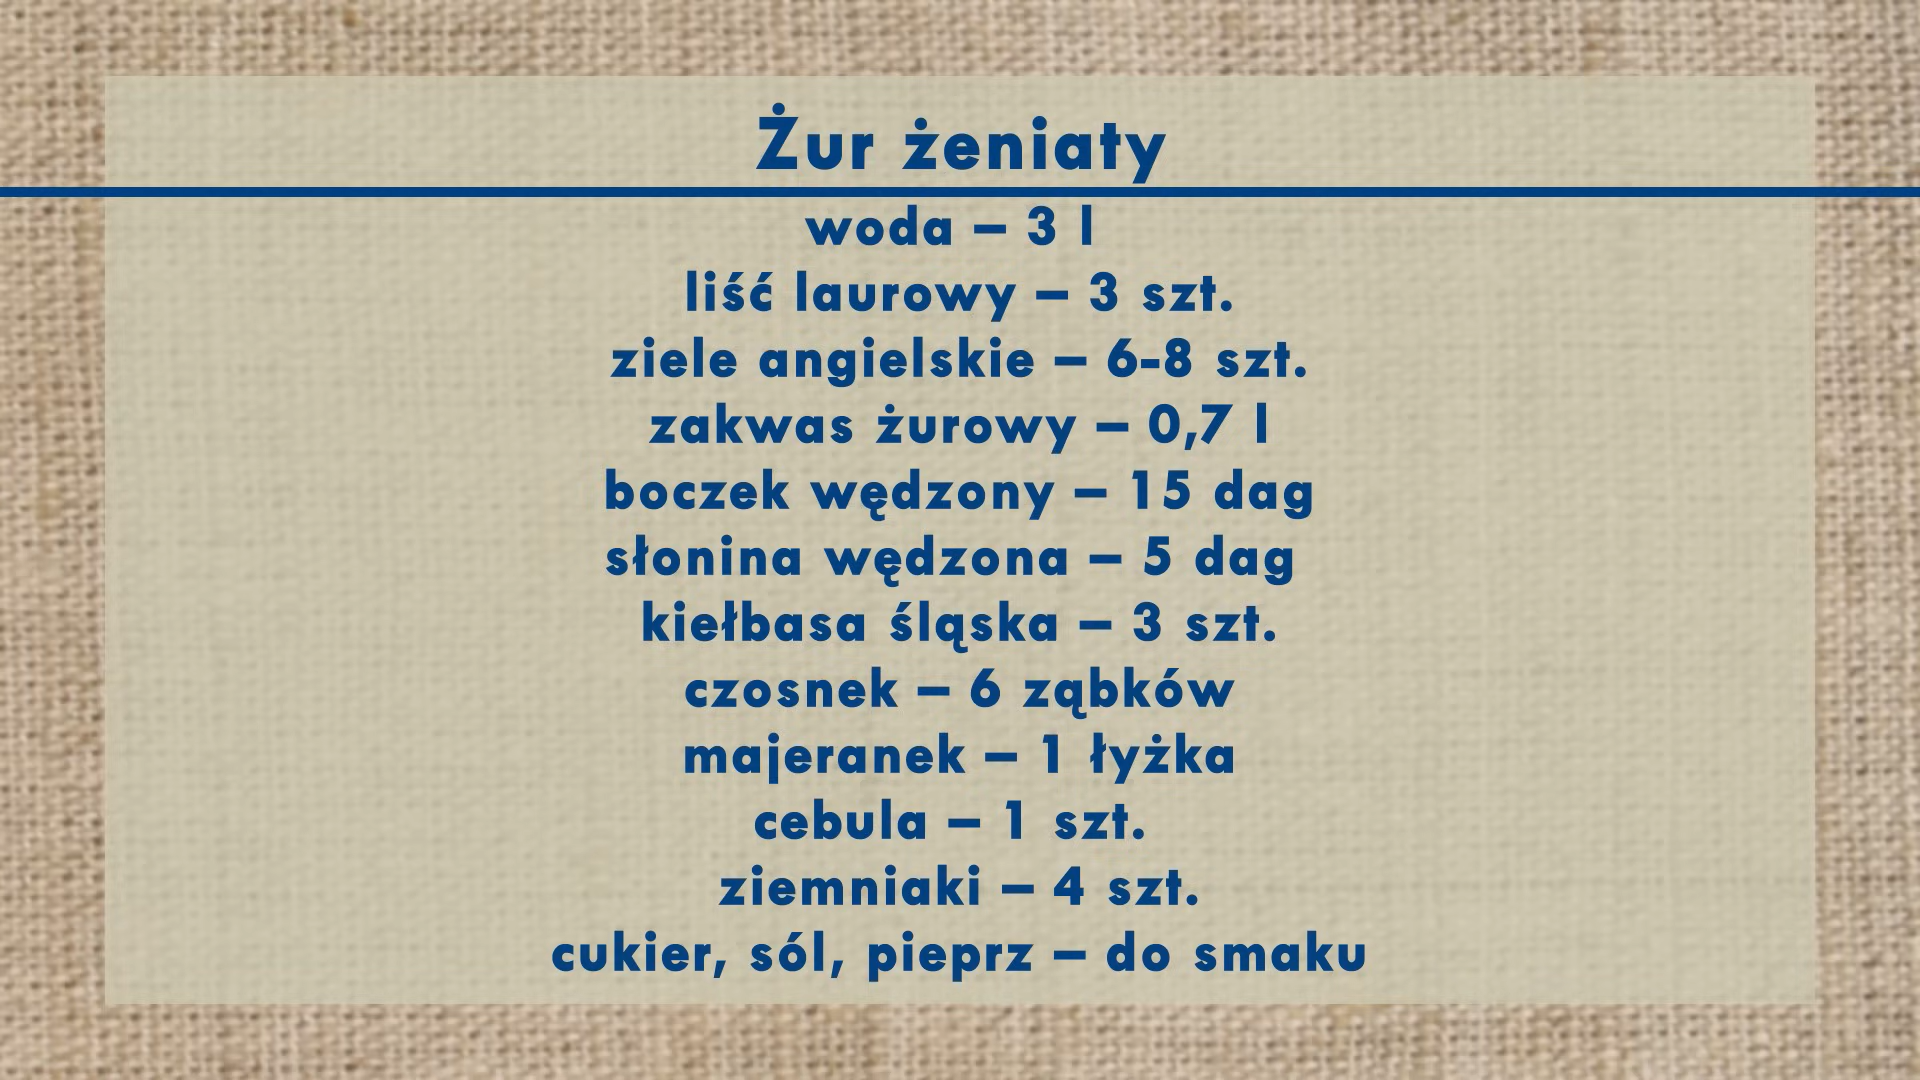 Żur żeniaty
woda – 3 l
liść laurowy – 3 szt.
ziele angielskie – 6-8 szt.
zakwas żurowy – 0,7 l
boczek wędzony – 15 dag
słonina wędzona – 5 dag
kiełbasa śląska – 3 szt.
czosnek – 6 ząbków
majeranek – 1 łyżka
cebula – 1 szt.
ziemniaki – 4 szt.
cukier, sól, pieprz – do smaku